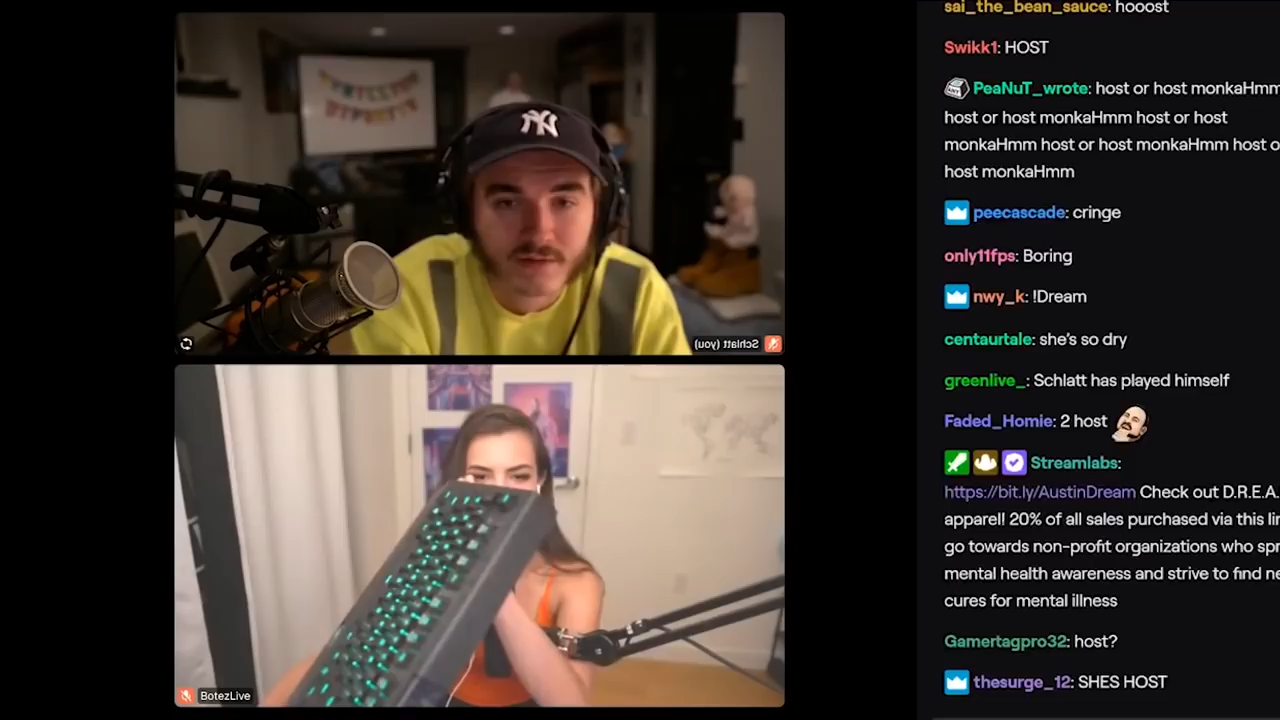 NY
Schlatt (you)
BotezLive
sai_the_bean_sauce: hooost
Swikk1: HOST
PeaNuT_wrote: host or host monkaHmm
host or host monkaHmm host or host
monkaHmm host or host monkaHmm host o
host monkaHmm
peecascade: cringe
only11fps: Boring
nwy_k: !Dream
centaurtale: she's so dry
greenlive_: Schlatt has played himself
Faded_Homie: 2 host
Streamlabs:
https://bit.ly/AustinDream Check out D.R.E.A.
apparel! 20% of all sales purchased via this li
go towards non-profit organizations who spr
mental health awareness and strive to find ne
cures for mental illness
Gamertagpro32: host?
thesurge_12: SHES HOST